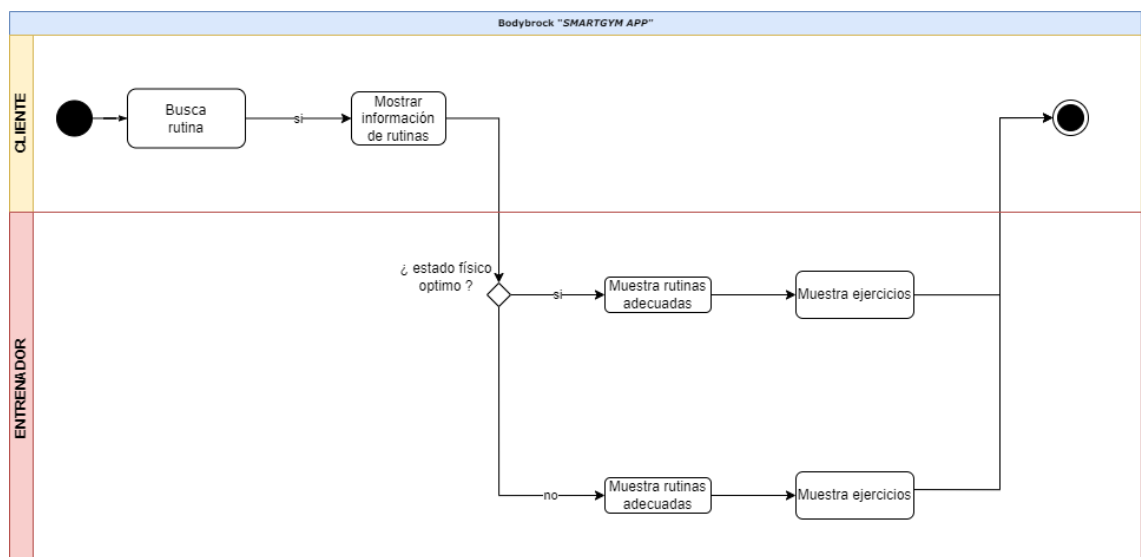 Bodybrock "SMARTGYM APP"
CLIENTE
Busca
rutina
si
Mostrar
información
de rutinas
ENTRENADOR
¿ estado físico
optimo ?
si
Muestra rutinas
adecuadas
Muestra ejercicios
no
Muestra rutinas
adecuadas
Muestra ejercicios